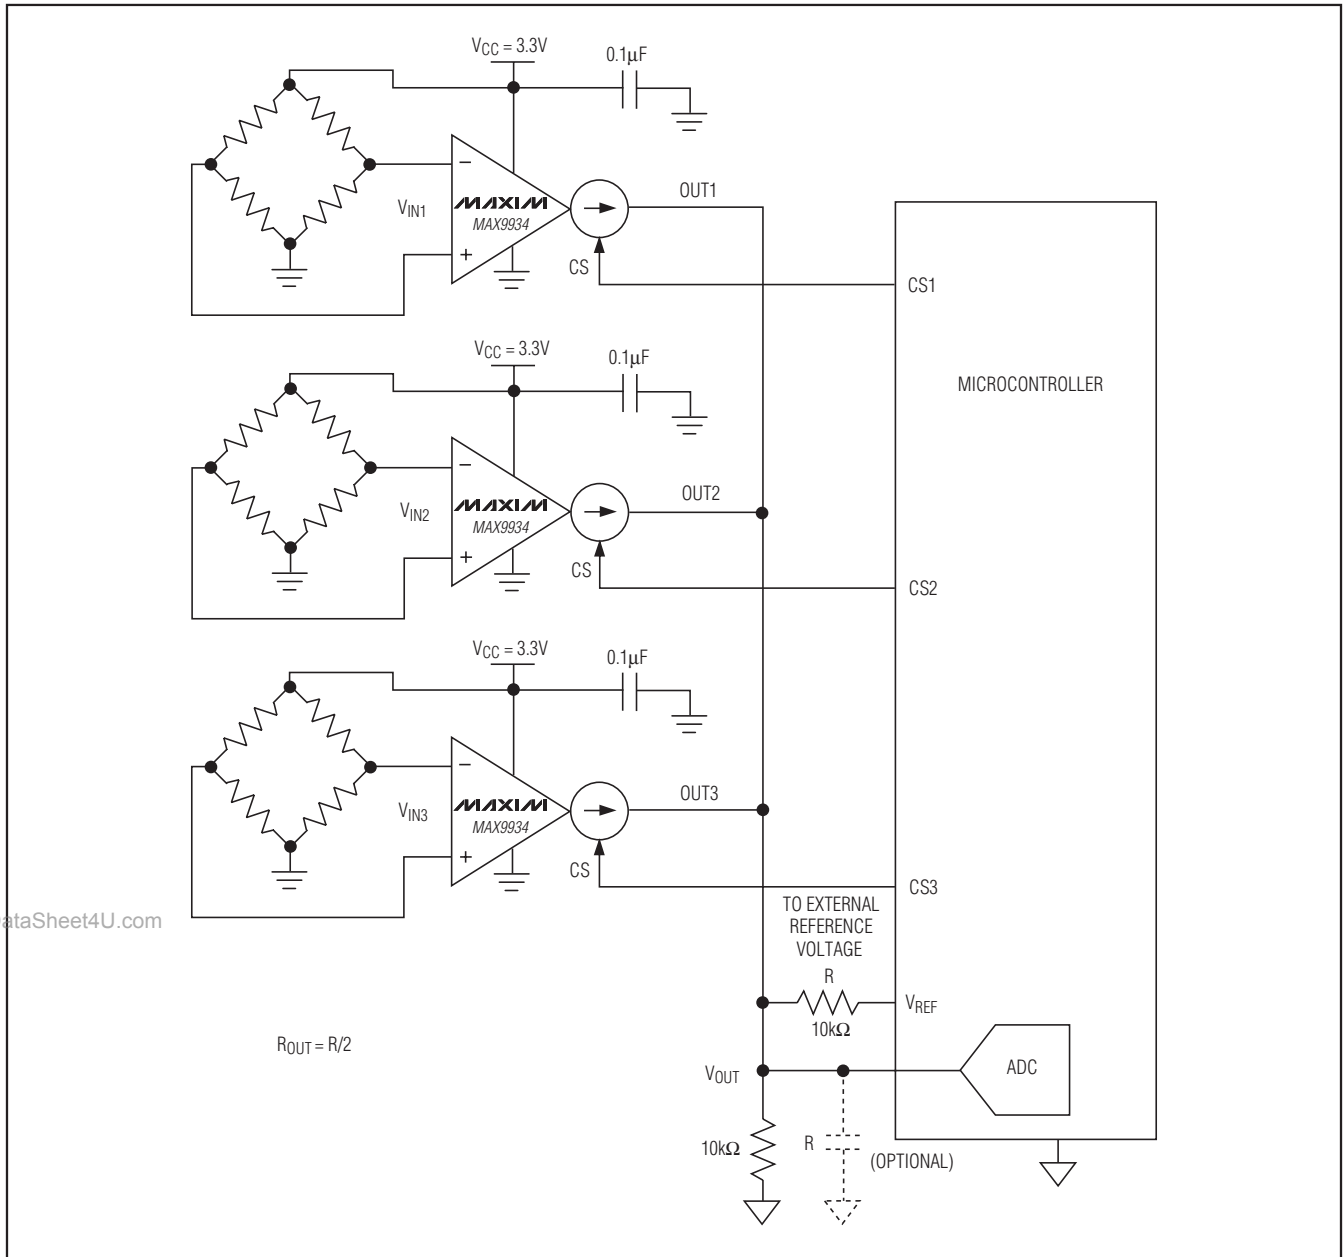 VCC = 3.3V
0.1µF
VIN1
−
+
MAXIM
MAX9934
OUT1
CS
CS1
MICROCONTROLLER
VCC = 3.3V
0.1µF
VIN2
−
+
MAXIM
MAX9934
OUT2
CS
CS2
VCC = 3.3V
0.1µF
VIN3
−
+
MAXIM
MAX9934
OUT3
CS
CS3
TO EXTERNAL
REFERENCE
VOLTAGE
R
10kΩ
VREF
ROUT = R/2
VOUT
ADC
10kΩ
R
(OPTIONAL)
ataSheet4U.com